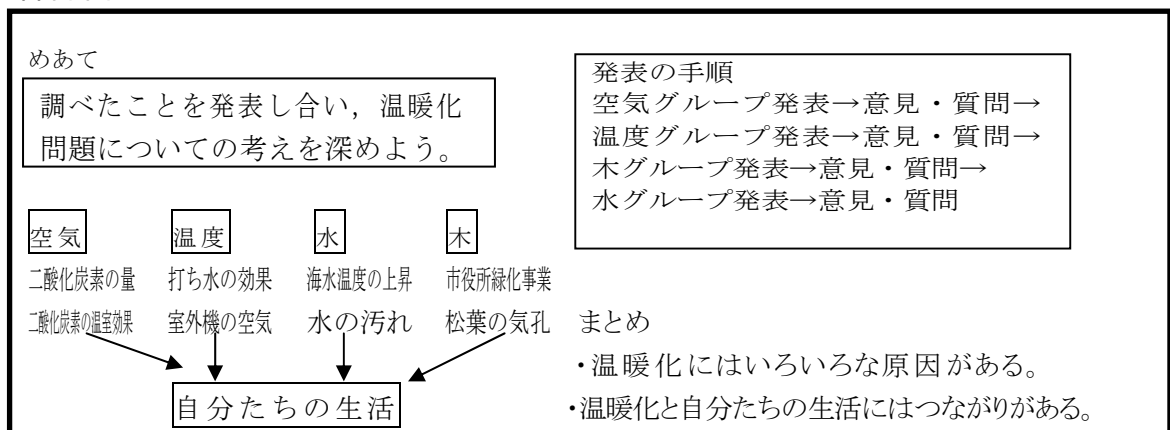 めあて
調べたことを発表し合い，温暖化
問題についての考えを深めよう。
発表の手順
空気グループ発表→意見・質問→
温度グループ発表→意見・質問→
木グループ発表→意見・質問→
水グループ発表→意見・質問
空気 温度 水 木
二酸化炭素の量 打ち水の効果 海水温度の上昇 市役所緑化事業
二酸化炭素の温室効果 室外機の空気 水の汚れ 松葉の気孔
自分たちの生活
まとめ
・温暖化にはいろいろな原因がある。
・温暖化と自分たちの生活にはつながりがある。